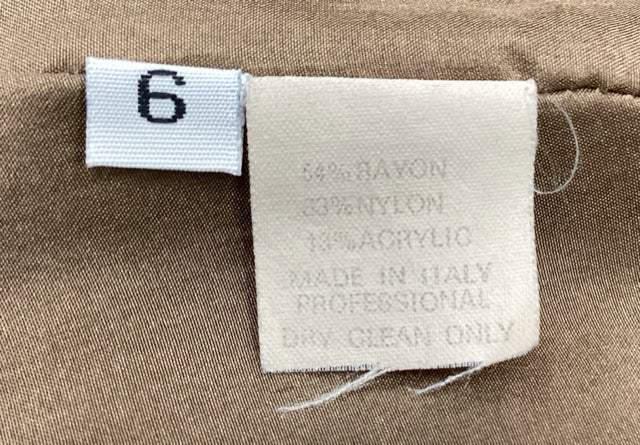 6
54% RAYON
33% NYLON
13% ACRYLIC
MADE IN ITALY
PROFESSIONAL
DRY CLEAN ONLY